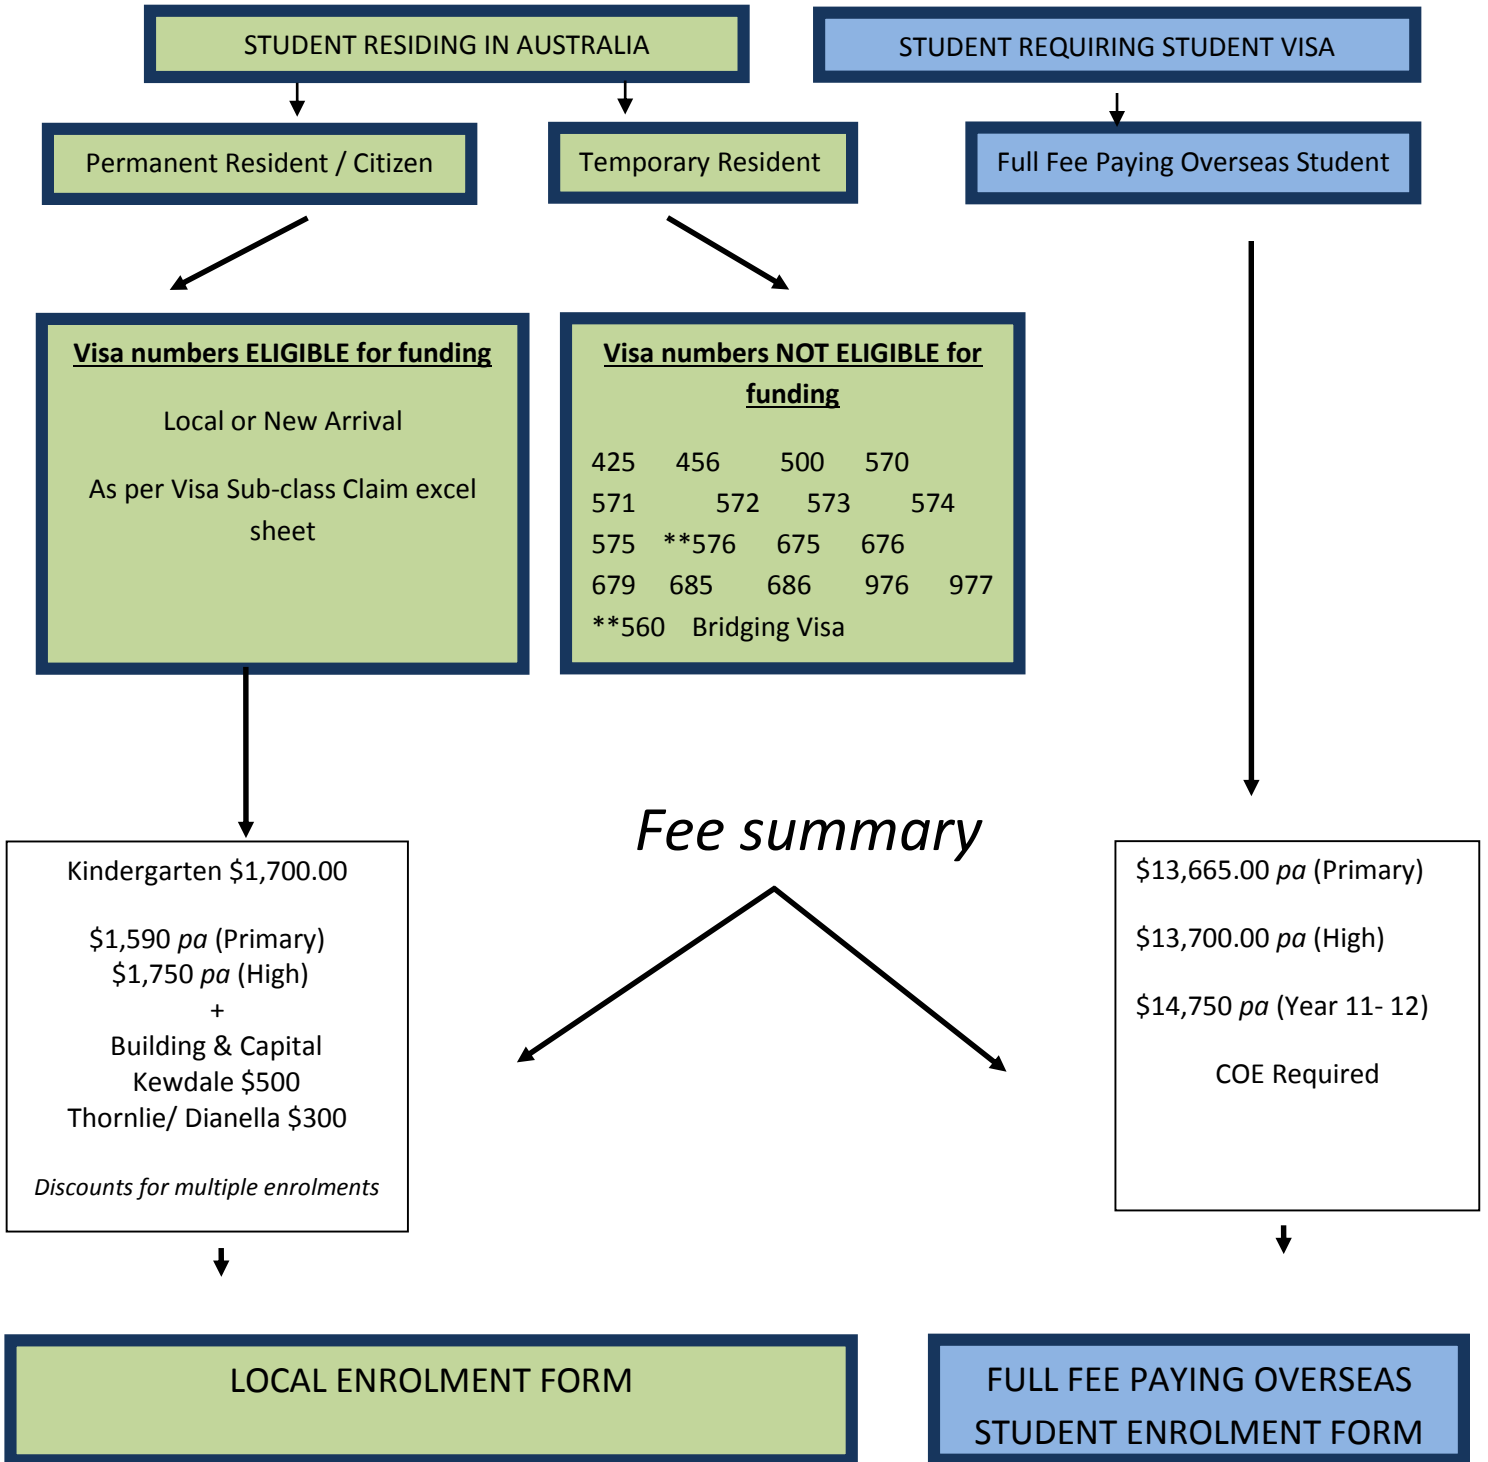 STUDENT RESIDING IN AUSTRALIA
STUDENT REQUIRING STUDENT VISA
Permanent Resident / Citizen
Temporary Resident
Full Fee Paying Overseas Student
Visa numbers ELIGIBLE for funding
Local or New Arrival
As per Visa Sub-class Claim excel
sheet
Visa numbers NOT ELIGIBLE for
funding
425 456 500 570
571 572 573 574
575 **576 675 676
679 685 686 976 977
**560 Bridging Visa
Fee summary
Kindergarten $1,700.00
$1,590 pa (Primary)
$1,750 pa (High)
+
Building & Capital
Kewdale $500
Thornlie/ Dianella $300
Discounts for multiple enrolments
$13,665.00 pa (Primary)
$13,700.00 pa (High)
$14,750 pa (Year 11- 12)
COE Required
LOCAL ENROLMENT FORM
FULL FEE PAYING OVERSEAS
STUDENT ENROLMENT FORM